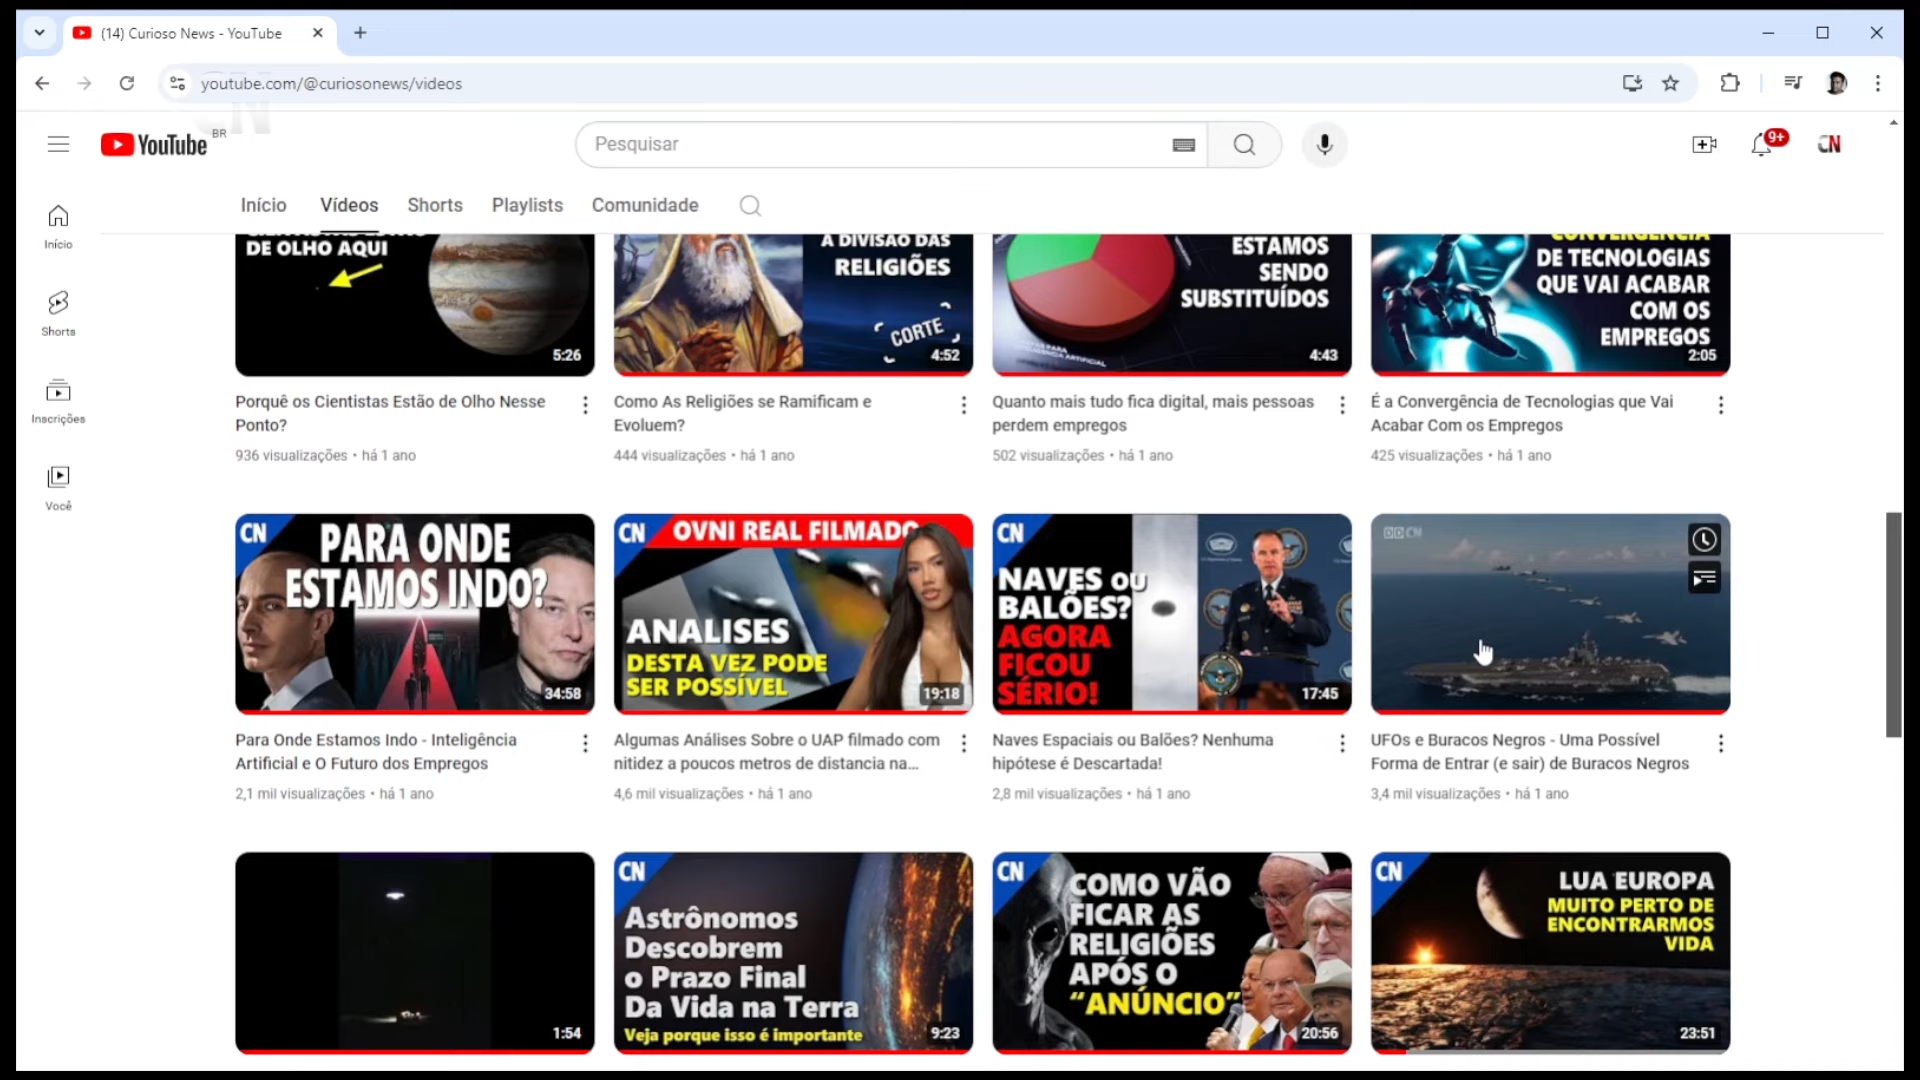 (14) Curioso News - YouTube
youtube.com/@curiosonews/videos
CN
YouTube BR
Pesquisar
9+
CN
Início
Vídeos
Shorts
Playlists
Comunidade
Início
Shorts
Inscrições
Você
DE OLHO AQUI
5:26
A DIVISÃO DAS
RELIGIÕES
CORTE
4:52
ESTAMOS
SENDO
SUBSTITUÍDOS
4:43
CONVERGÊNCIA
DE TECNOLOGIAS
QUE VAI ACABAR
COM OS
EMPREGOS
2:05
Porquê os Cientistas Estão de Olho Nesse
Ponto?
936 visualizações • há 1 ano
Como As Religiões se Ramificam e
Evoluem?
444 visualizações • há 1 ano
Quanto mais tudo fica digital, mais pessoas
perdem empregos
502 visualizações • há 1 ano
É a Convergência de Tecnologias que Vai
Acabar Com os Empregos
425 visualizações • há 1 ano
CN
PARA ONDE
ESTAMOS INDO?
34:58
CN
OVNI REAL FILMADO
ANALISES
DESTA VEZ PODE
SER POSSÍVEL
19:18
CN
NAVES OU
BALÕES?
AGORA
FICOU
SÉRIO!
17:45
CN
Para Onde Estamos Indo - Inteligência
Artificial e O Futuro dos Empregos
2,1 mil visualizações • há 1 ano
Algumas Análises Sobre o UAP filmado com
nitidez a poucos metros de distancia na...
4,6 mil visualizações • há 1 ano
Naves Espaciais ou Balões? Nenhuma
hipótese é Descartada!
2,8 mil visualizações • há 1 ano
UFOs e Buracos Negros - Uma Possível
Forma de Entrar (e sair) de Buracos Negros
3,4 mil visualizações • há 1 ano
1:54
CN
Astrônomos
Descobrem
o Prazo Final
Da Vida na Terra
Veja porque isso é importante
9:23
CN
COMO VÃO
FICAR AS
RELIGIÕES
APÓS O
“ANÚNCIO”
20:56
CN
LUA EUROPA
MUITO PERTO DE
ENCONTRARMOS
VIDA
23:51